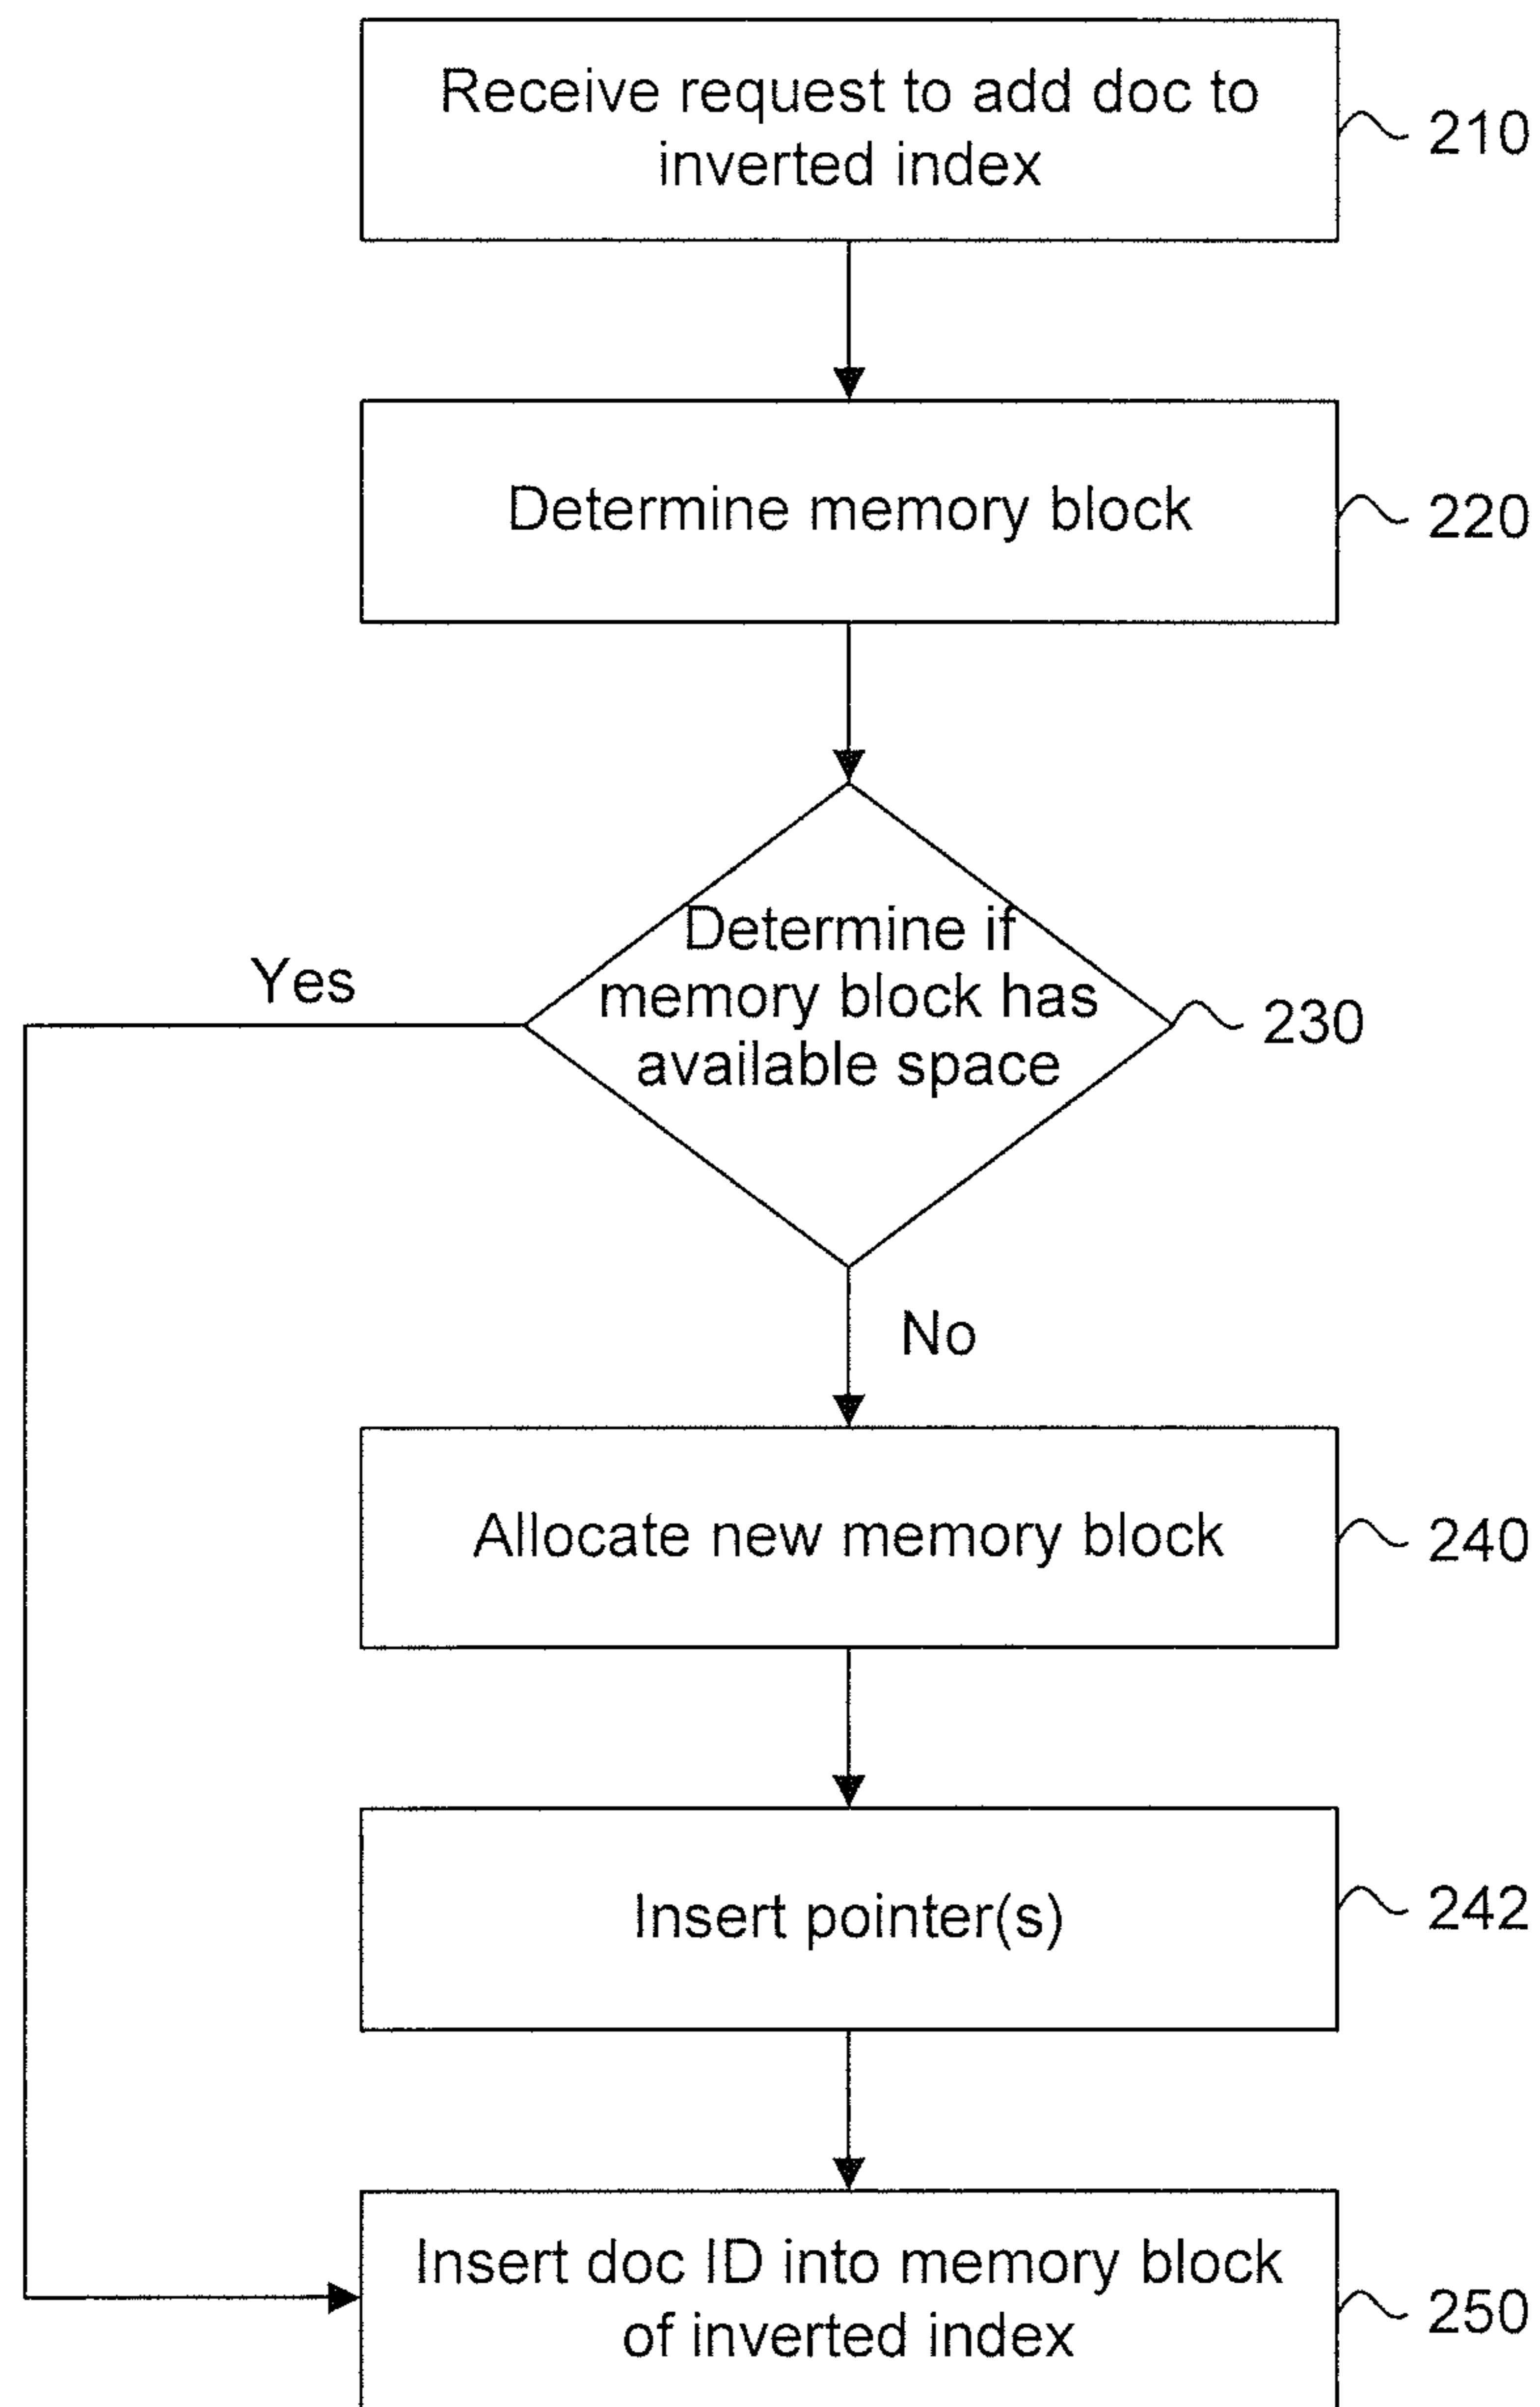 Receive request to add doc to
inverted index
210
Determine memory block
220
Determine if
memory block has
available space
230
Yes
No
Allocate new memory block
240
Insert pointer(s)
242
Insert doc ID into memory block
of inverted index
250